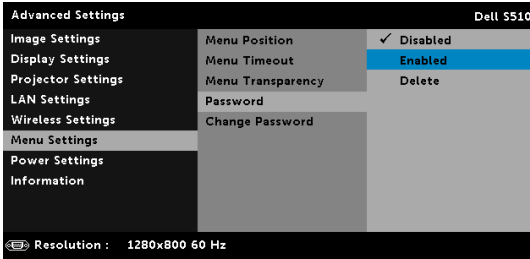 Advanced Settings
Dell S510
Image Settings
Display Settings
Projector Settings
LAN Settings
Wireless Settings
Menu Settings
Power Settings
Information
Menu Position
Menu Timeout
Menu Transparency
Password
Change Password
✓ Disabled
Enabled
Delete
Resolution : 1280x800 60 Hz